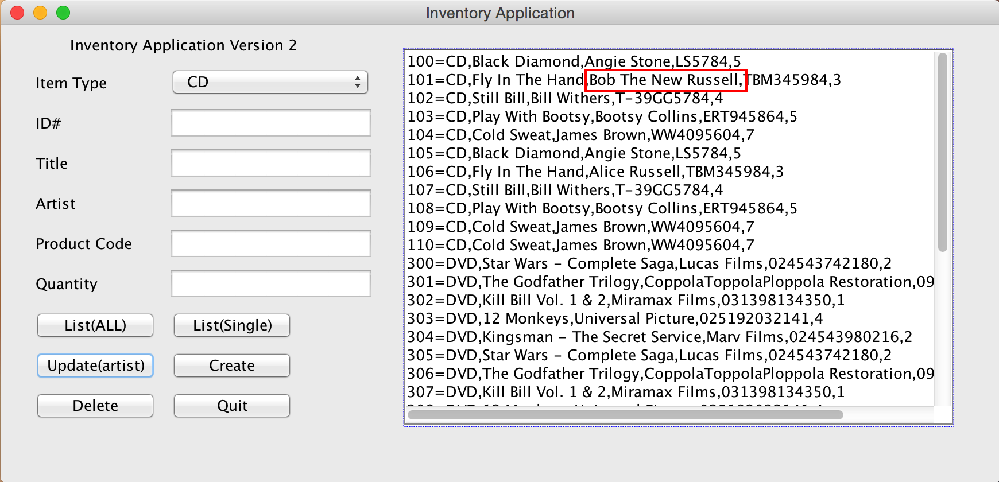 Inventory Application
Inventory Application Version 2
Item Type
CD
ID#
Title
Artist
Product Code
Quantity
List(ALL)
List(Single)
Update(artist)
Create
Delete
Quit
100=CD,Black Diamond,Angie Stone,LS5784,5
101=CD,Fly In The Hand,Bob The New Russell,TBM345984,3
102=CD,Still Bill,Bill Withers,T-39GG5784,4
103=CD,Play With Bootsy,Bootsy Collins,ERT945864,5
104=CD,Cold Sweat,James Brown,WW4095604,7
105=CD,Black Diamond,Angie Stone,LS5784,5
106=CD,Fly In The Hand,Alice Russell,TBM345984,3
107=CD,Still Bill,Bill Withers,T-39GG5784,4
108=CD,Play With Bootsy,Bootsy Collins,ERT945864,5
109=CD,Cold Sweat,James Brown,WW4095604,7
110=CD,Cold Sweat,James Brown,WW4095604,7
300=DVD,Star Wars - Complete Saga,Lucas Films,024543742180,2
301=DVD,The Godfather Trilogy,CoppolaToppolaPloppola Restoration,09
302=DVD,Kill Bill Vol. 1 & 2,Miramax Films,031398134350,1
303=DVD,12 Monkeys,Universal Picture,025192032141,4
304=DVD,Kingsman - The Secret Service,Marv Films,024543980216,2
305=DVD,Star Wars - Complete Saga,Lucas Films,024543742180,2
306=DVD,The Godfather Trilogy,CoppolaToppolaPloppola Restoration,09
307=DVD,Kill Bill Vol. 1 & 2,Miramax Films,031398134350,1